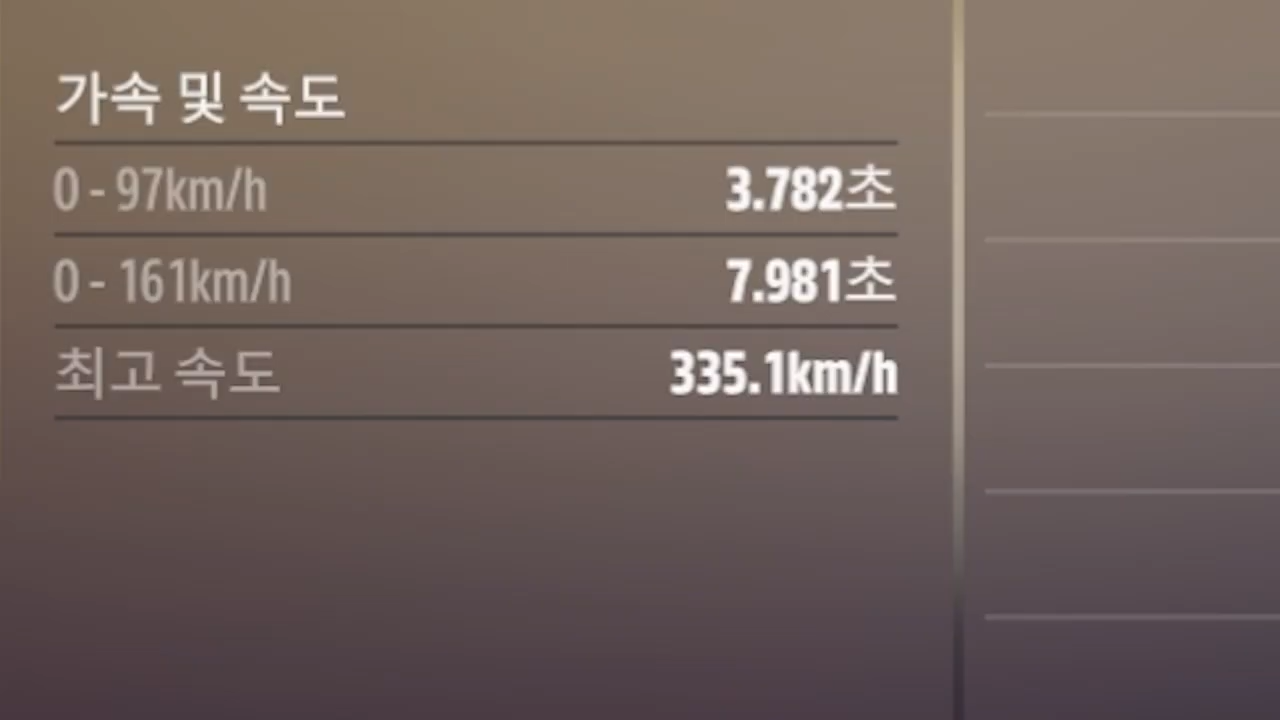 가속 및 속도
0 - 97km/h 3.782초
0 - 161km/h 7.981초
최고 속도 335.1km/h